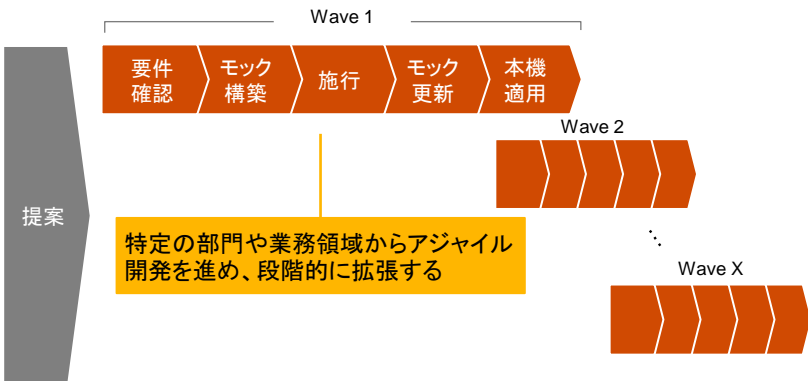 Wave 1
提案
要件
確認
モック
構築
施行
モック
更新
本機
適用
Wave 2
特定の部門や業務領域からアジャイル
開発を進め、段階的に拡張する
Wave X